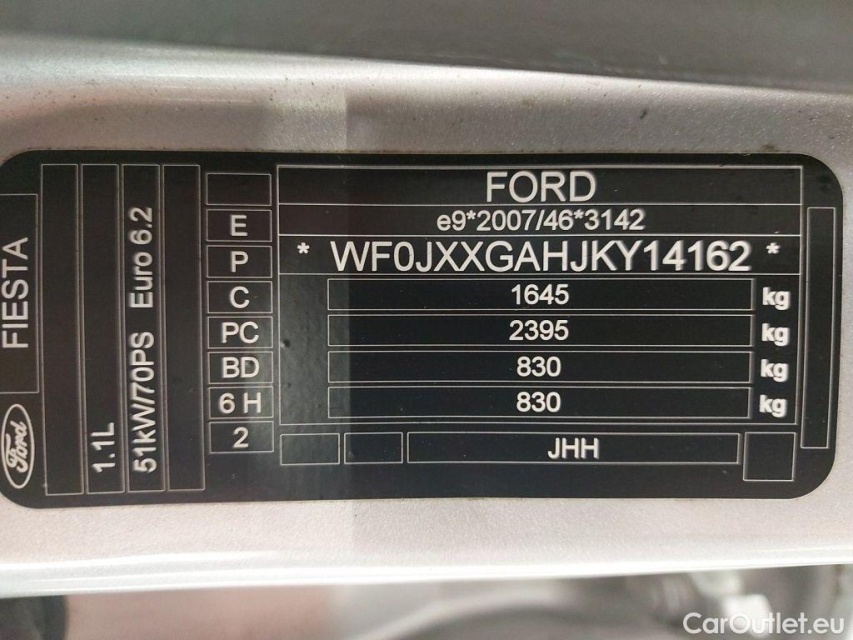 FORD
e9*2007/46*3142
* WF0JXXGAHJKY14162 *
1645 kg
2395 kg
830 kg
830 kg
JHH
E
P
C
PC
BD
6 H
2
51kW/70PS Euro 6.2
1.1L
FIESTA
Ford
CarOutlet.eu